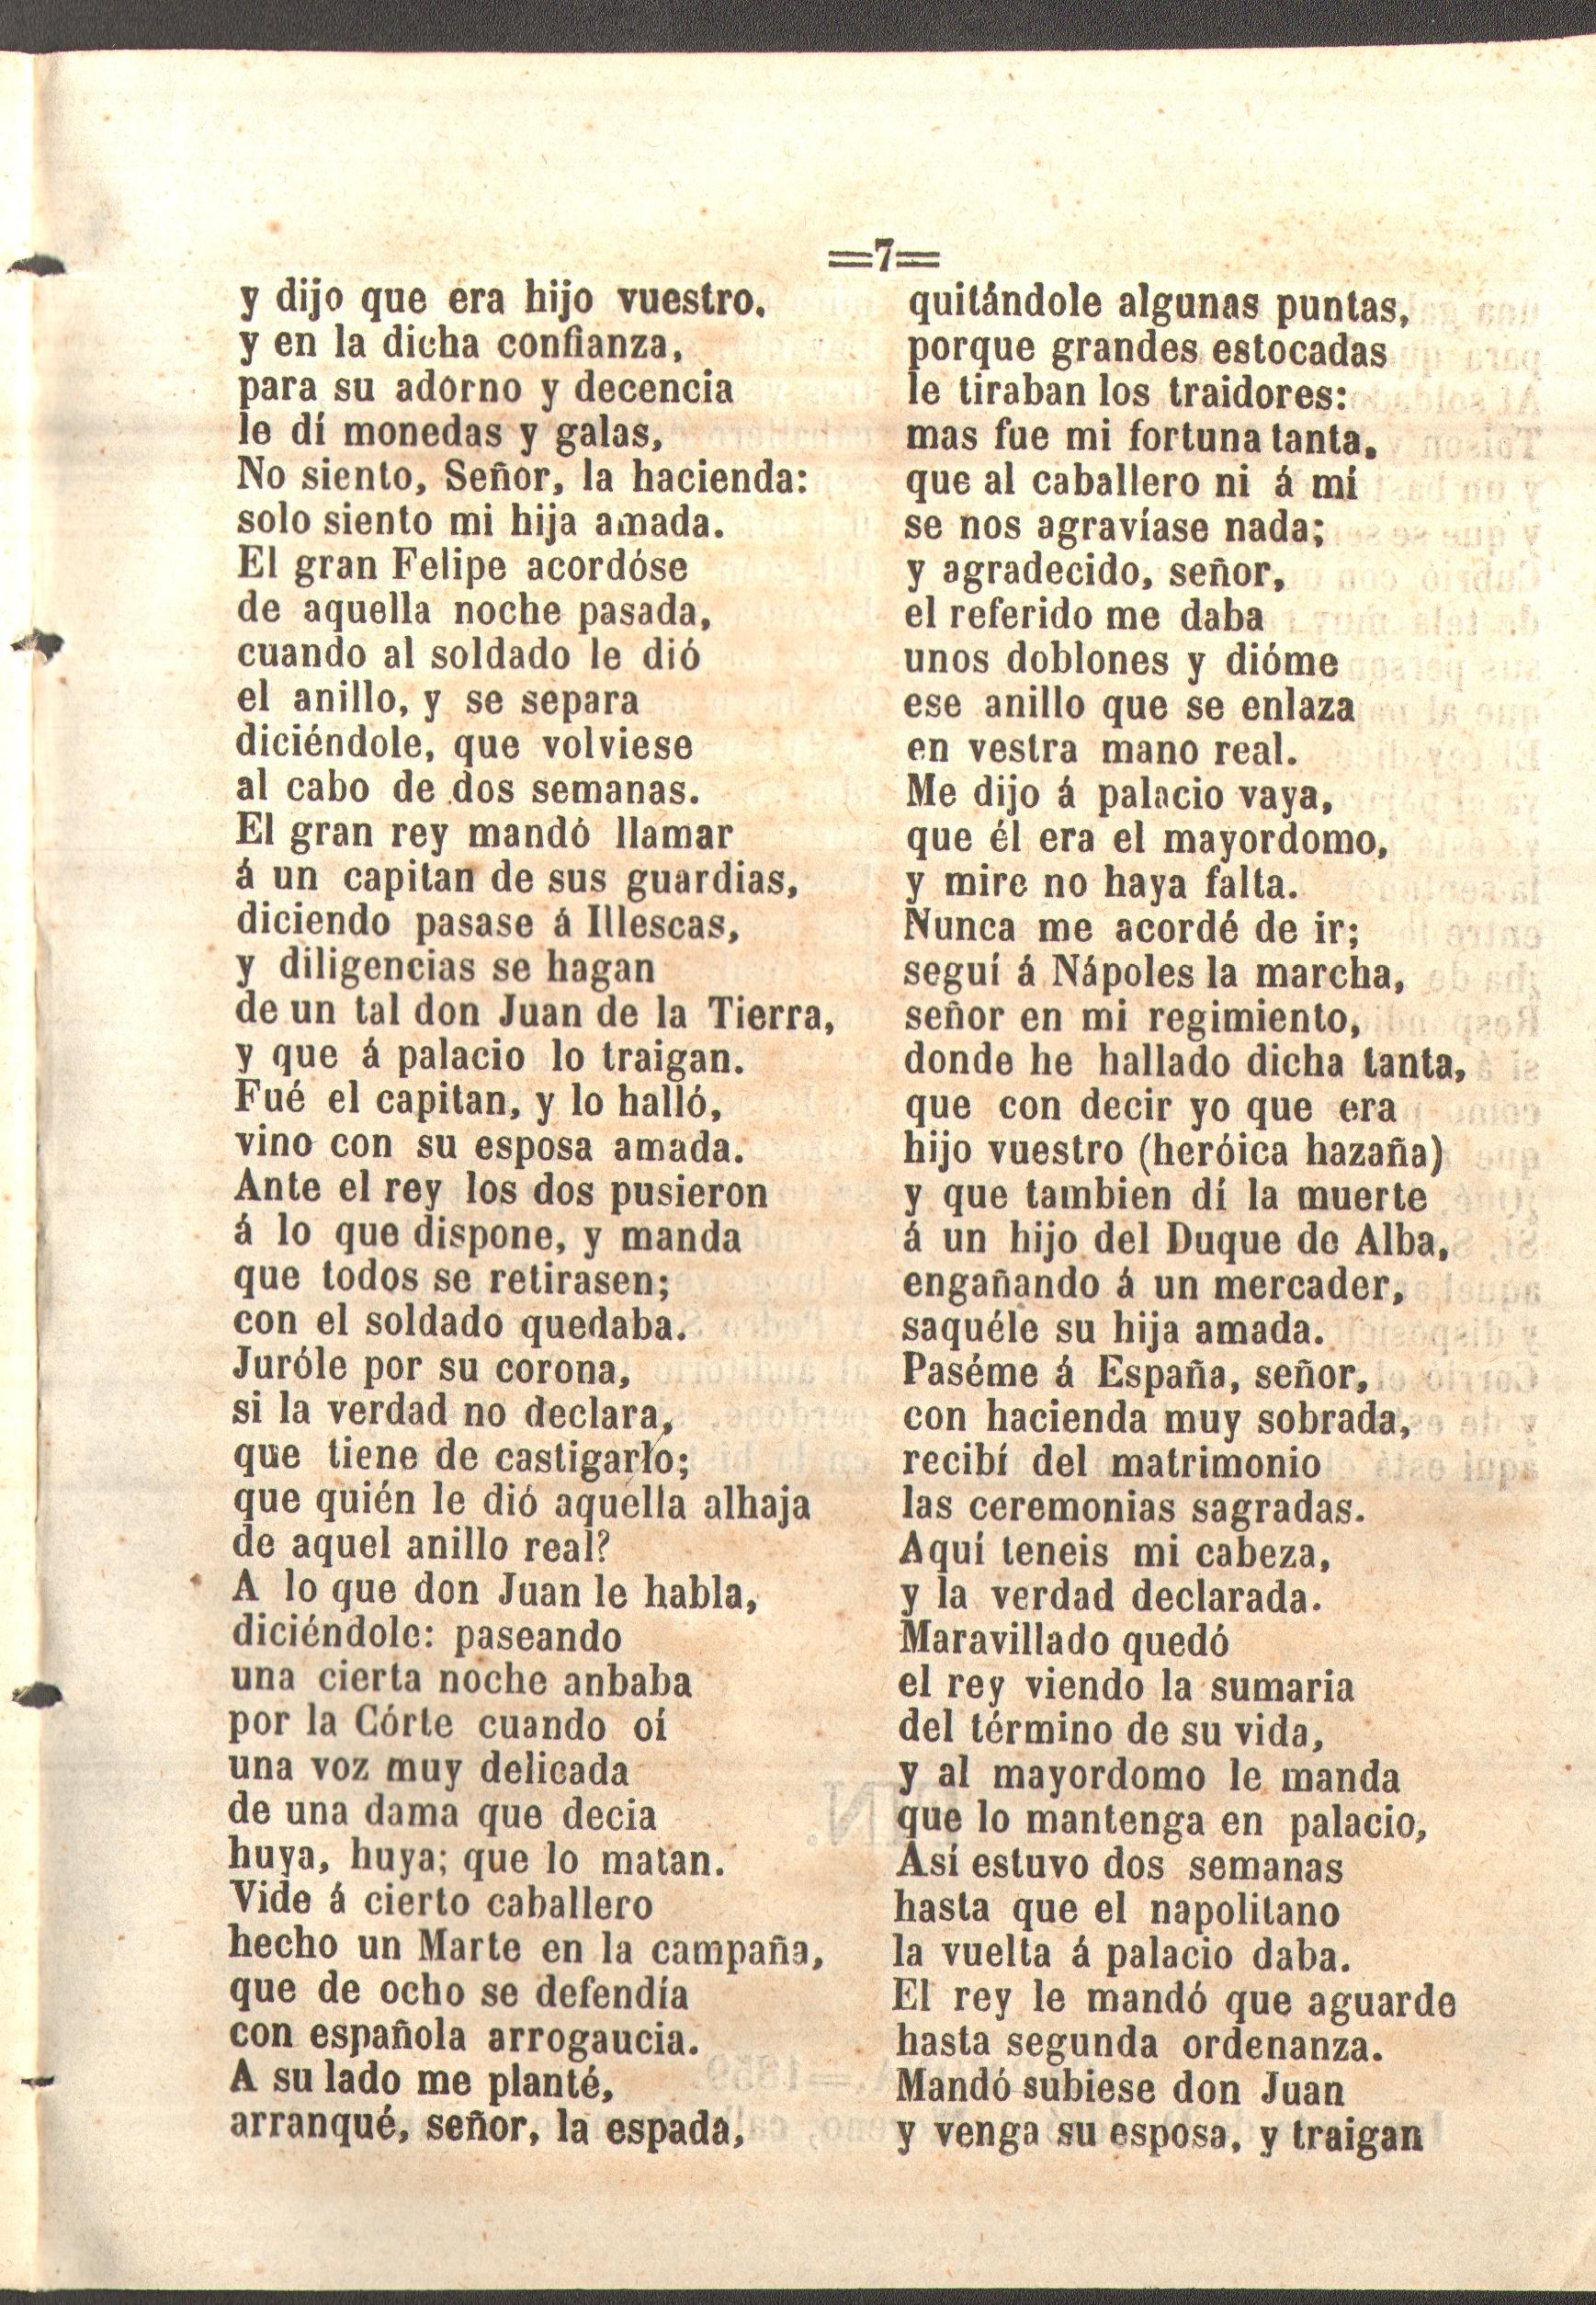 =7=
y dijo que era hijo vuestro.
y en la dicha confianza,
para su adorno y decencia
le dí monedas y galas,
No siento, Señor, la hacienda:
solo siento mi hija amada.
El gran Felipe acordóse
de aquella noche pasada,
cuando al soldado le dió
el anillo, y se separa
diciéndole, que volviese
al cabo de dos semanas.
El gran rey mandó llamar
á un capitan de sus guardias,
diciendo pasase á Illescas,
y diligencias se hagan
de un tal don Juan de la Tierra,
y que á palacio lo traigan.
Fué el capitan, y lo halló,
vino con su esposa amada.
Ante el rey los dos pusieron
á lo que dispone, y manda
que todos se retirasen;
con el soldado quedaba.
Juróle por su corona,
si la verdad no declara,
que tiene de castigarlo;
que quién le dió aquella alhaja
de aquel anillo real?
A lo que don Juan le habla,
diciéndole: paseando
una cierta noche anbaba
por la Córte cuando oí
una voz muy delicada
de una dama que decia
huya, huya; que lo matan.
Vide á cierto caballero
hecho un Marte en la campaña,
que de ocho se defendía
con española arrogaucia.
A su lado me planté,
arranqué, señor, la espada,
quitándole algunas puntas,
porque grandes estocadas
le tiraban los traidores:
mas fue mi fortuna tanta,
que al caballero ni á mí
se nos agravíase nada;
y agradecido, señor,
el referido me daba
unos doblones y dióme
ese anillo que se enlaza
en vestra mano real.
Me dijo á palacio vaya,
que él era el mayordomo,
y mire no haya falta.
Nunca me acordé de ir;
seguí á Nápoles la marcha,
señor en mi regimiento,
donde he hallado dicha tanta,
que con decir yo que era
hijo vuestro (heróica hazaña)
y que tambien dí la muerte
á un hijo del Duque de Alba,
engañando á un mercader,
saquéle su hija amada.
Paséme á España, señor,
con hacienda muy sobrada,
recibí del matrimonio
las ceremonias sagradas.
Aquí teneis mi cabeza,
y la verdad declarada.
Maravillado quedó
el rey viendo la sumaria
del término de su vida,
y al mayordomo le manda
que lo mantenga en palacio,
Así estuvo dos semanas
hasta que el napolitano
la vuelta á palacio daba.
El rey le mandó que aguarde
hasta segunda ordenanza.
Mandó subiese don Juan
y venga su esposa, y traigan